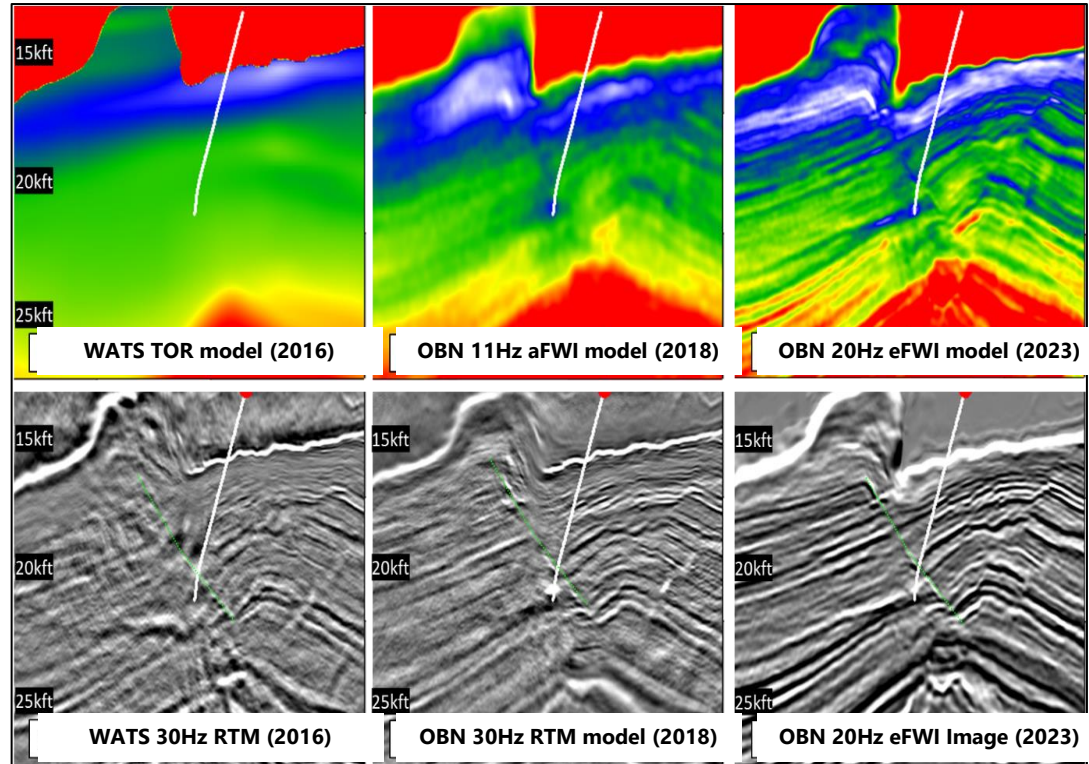 15kft
20kft
25kft
WATS TOR model (2016)
OBN 11Hz aFWI model (2018)
OBN 20Hz eFWI model (2023)
15kft
15kft
15kft
20kft
20kft
20kft
25kft
25kft
25kft
WATS 30Hz RTM (2016)
OBN 30Hz RTM model (2018)
OBN 20Hz eFWI Image (2023)